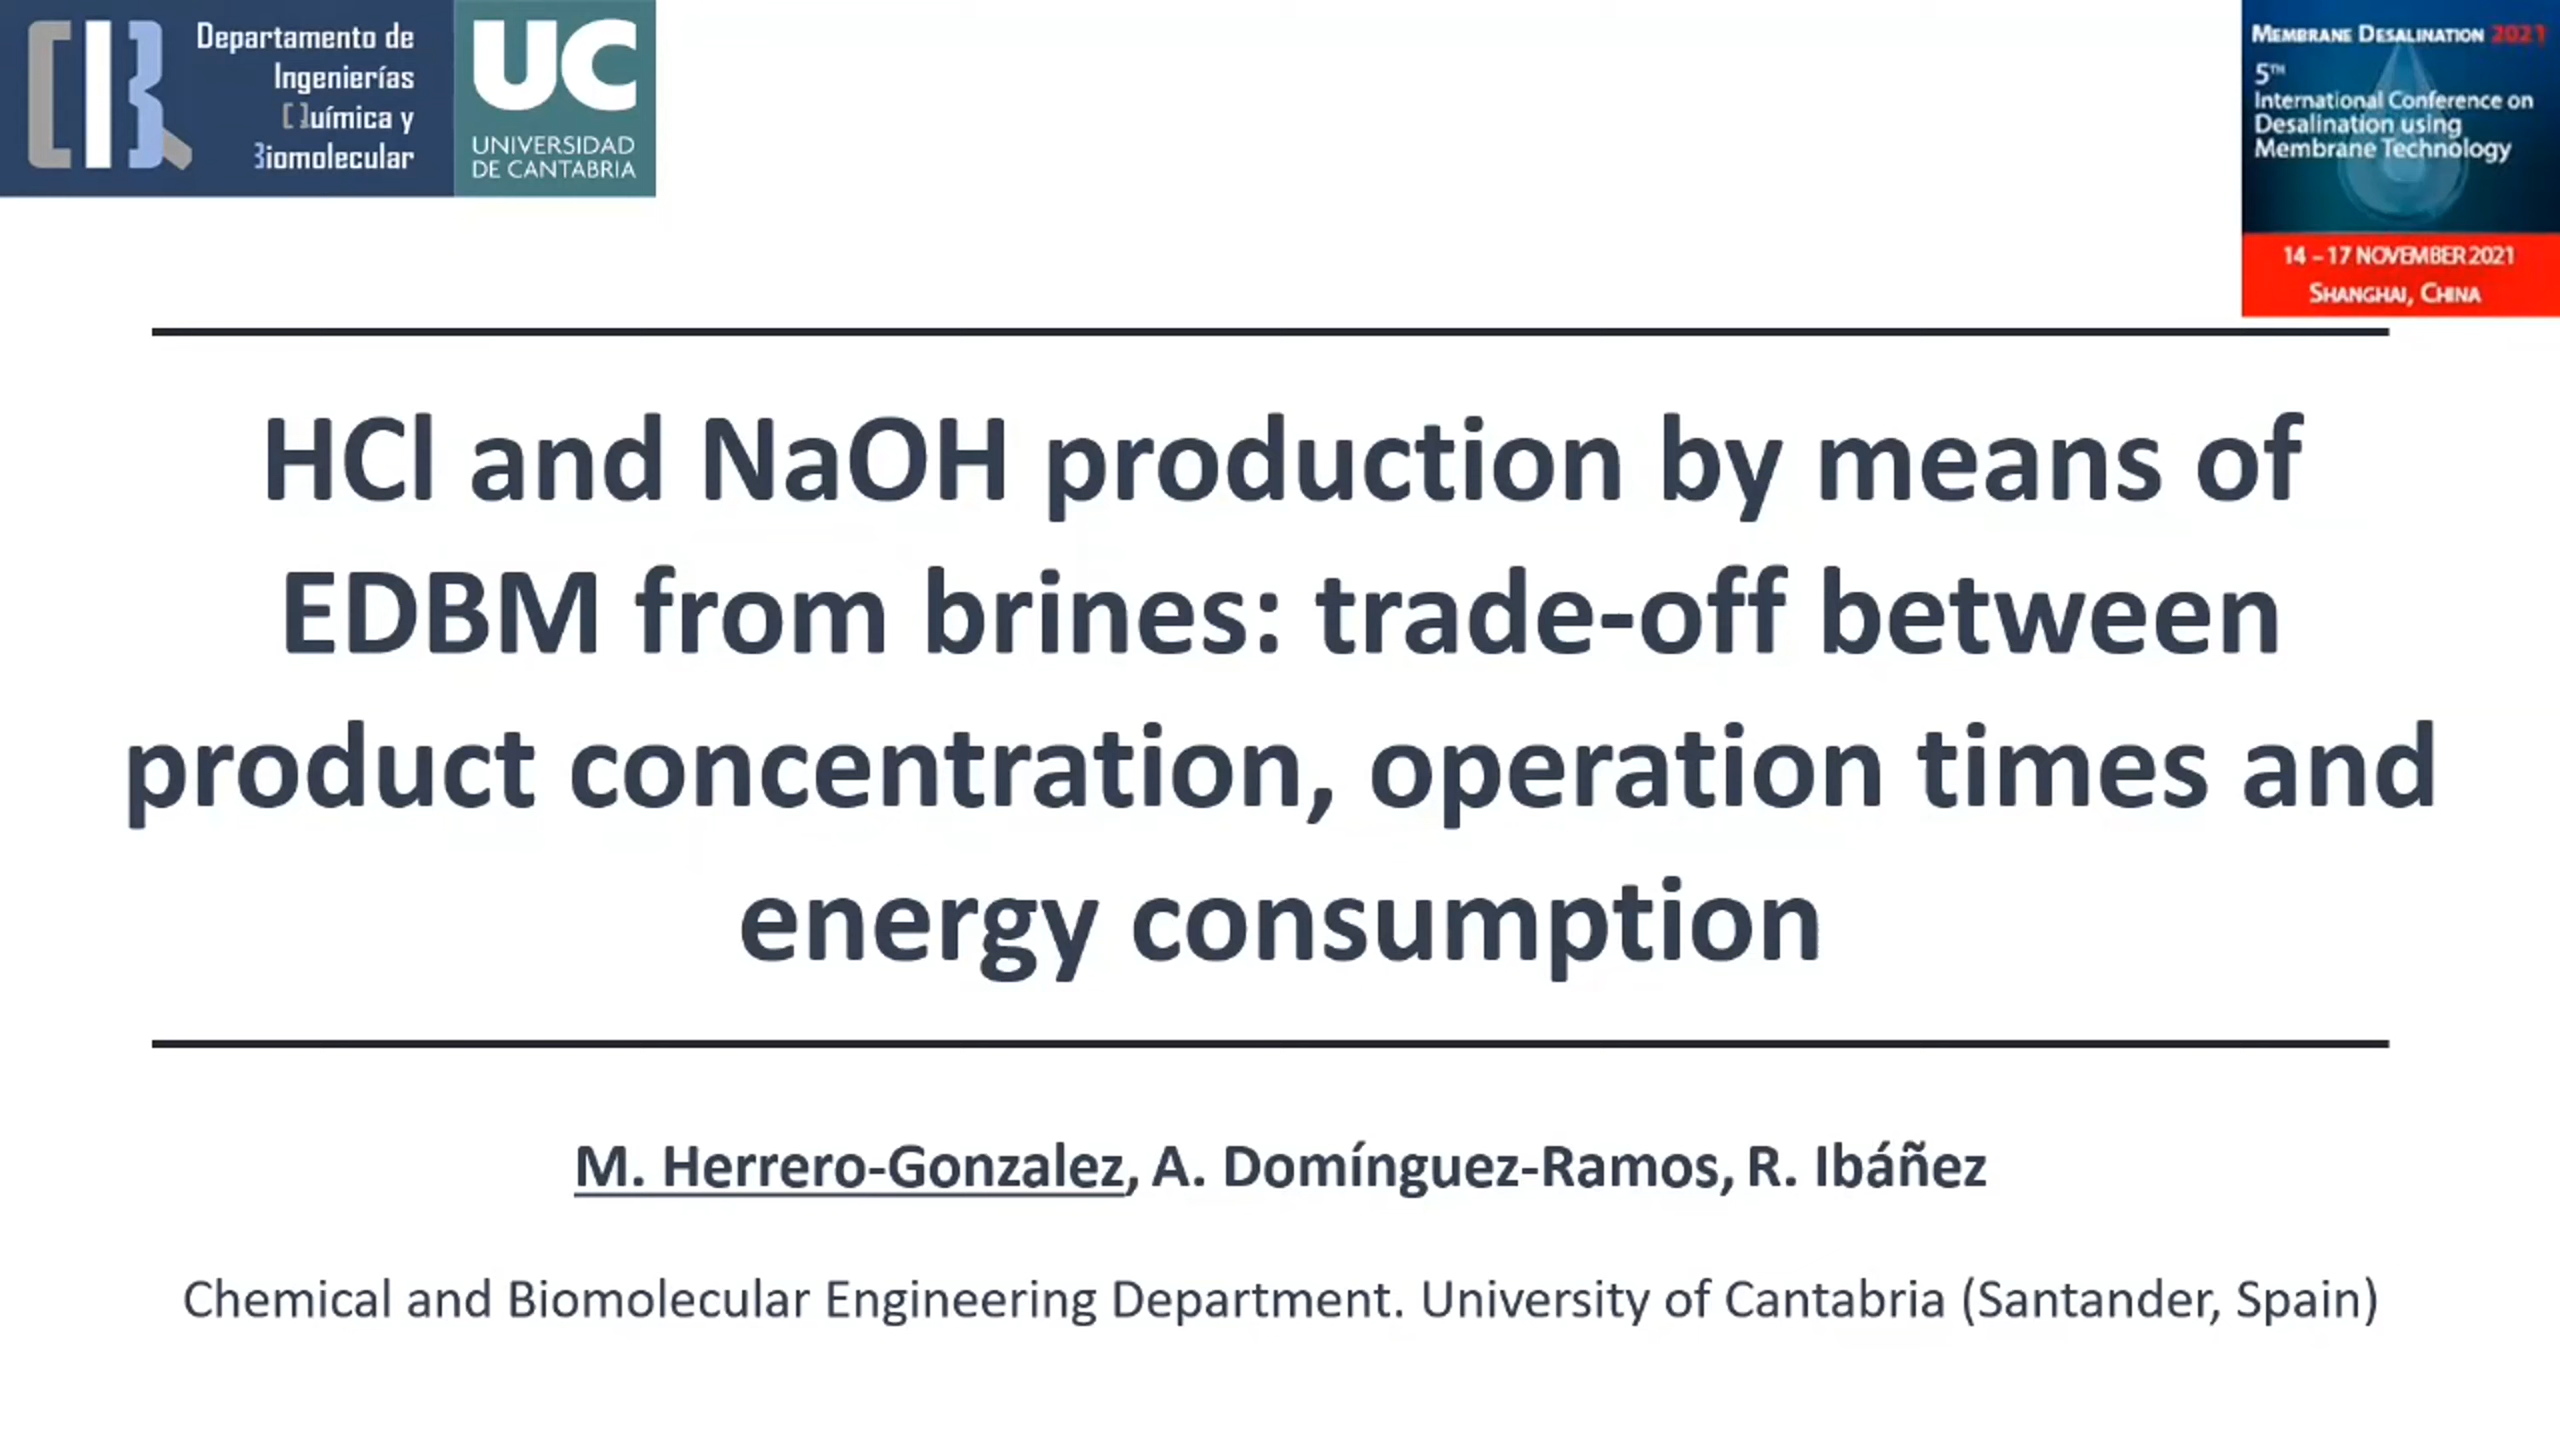 Departamento de
Ingenierías
Química y
Biomolecular
UC
UNIVERSIDAD
DE CANTABRIA
MEMBRANE DESALINATION 2021
5TH
International Conference on
Desalination using
Membrane Technology
14 – 17 NOVEMBER 2021
SHANGHAI, CHINA
HCl and NaOH production by means of
EDBM from brines: trade-off between
product concentration, operation times and
energy consumption
M. Herrero-Gonzalez, A. Domínguez-Ramos, R. Ibáñez
Chemical and Biomolecular Engineering Department. University of Cantabria (Santander, Spain)